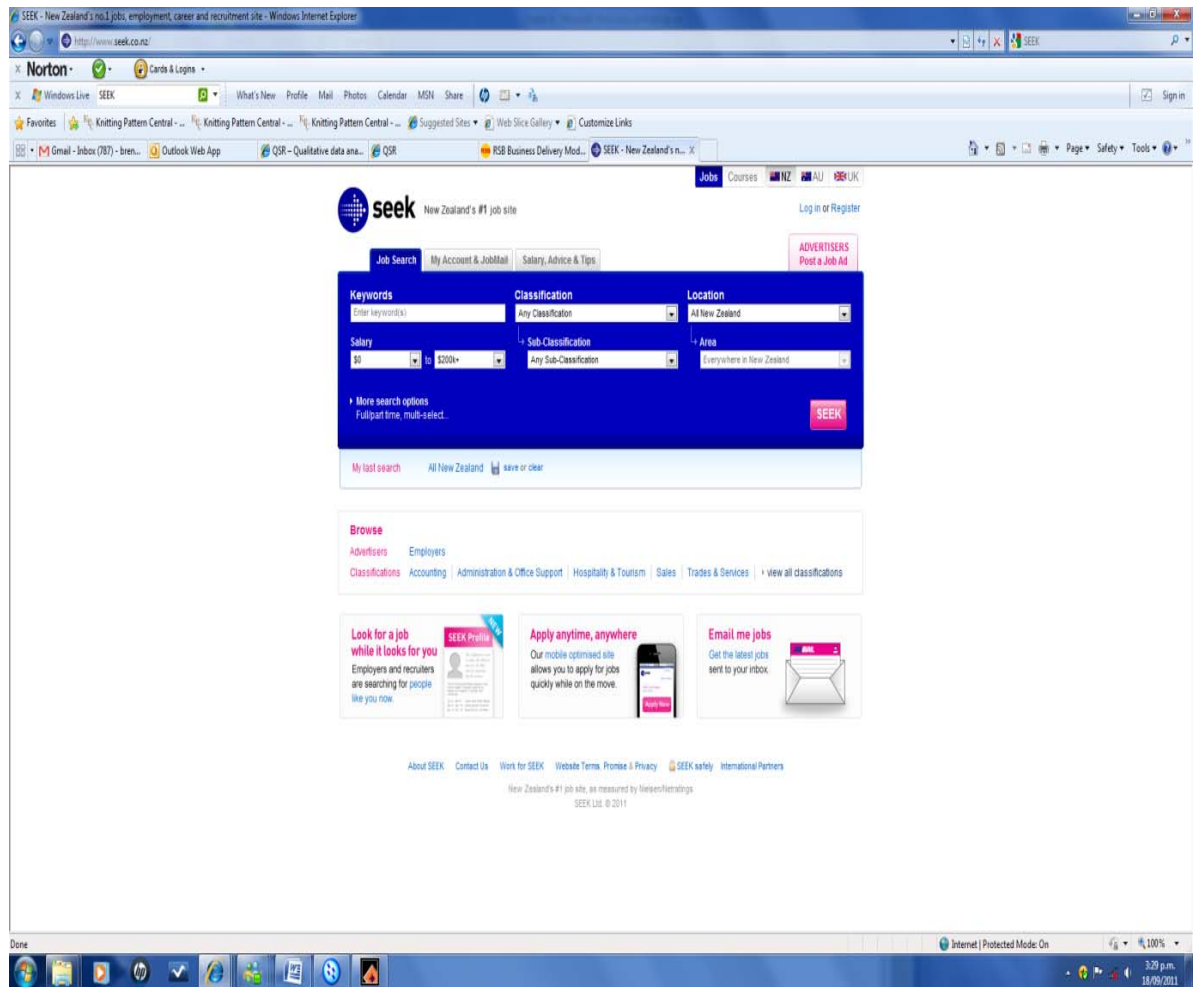 SEEK - New Zealand's no.1 jobs, employment, career and recruitment site - Windows Internet Explorer
http://www.seek.co.nz/ SEEK
x Norton Cards & Logins
x Windows Live SEEK What's New Profile Mail Photos Calendar MSN Share Sign in
Favorites Knitting Pattern Central - ... Knitting Pattern Central - ... Knitting Pattern Central - ... Suggested Sites Web Slice Gallery Customize Links
Gmail - Inbox (787) - bren... Outlook Web App QSR – Qualitative data ana... QSR RSB Business Delivery Mod... SEEK - New Zealand's n... X Page Safety Tools
Jobs Courses NZ AU UK
seek New Zealand's #1 job site Log in or Register
ADVERTISERS
Post a Job Ad
Job Search My Account & JobMail Salary, Advice & Tips
Keywords Classification Location
Enter keyword(s) Any Classification All New Zealand
Salary Sub-Classification Area
$0 to $200k+ Any Sub-Classification Everywhere in New Zealand
More search options
Full/part time, multi-select...
SEEK
My last search All New Zealand save or clear
Browse
Advertisers Employers
Classifications Accounting Administration & Office Support Hospitality & Tourism Sales Trades & Services view all classifications
Look for a job
while it looks for you
Employers and recruiters
are searching for people
like you now.
SEEK Profile
NEW
Apply anytime, anywhere
Our mobile optimised site
allows you to apply for jobs
quickly while on the move.
Apply Now
Email me jobs
Get the latest jobs
sent to your inbox.
About SEEK Contact Us Work for SEEK Website Terms, Promise & Privacy SEEK safely International Partners
New Zealand's #1 job site, as measured by Nielsen/Netratings
SEEK Ltd. © 2011
Done Internet | Protected Mode: On 100%
3:29 p.m.
18/09/2011